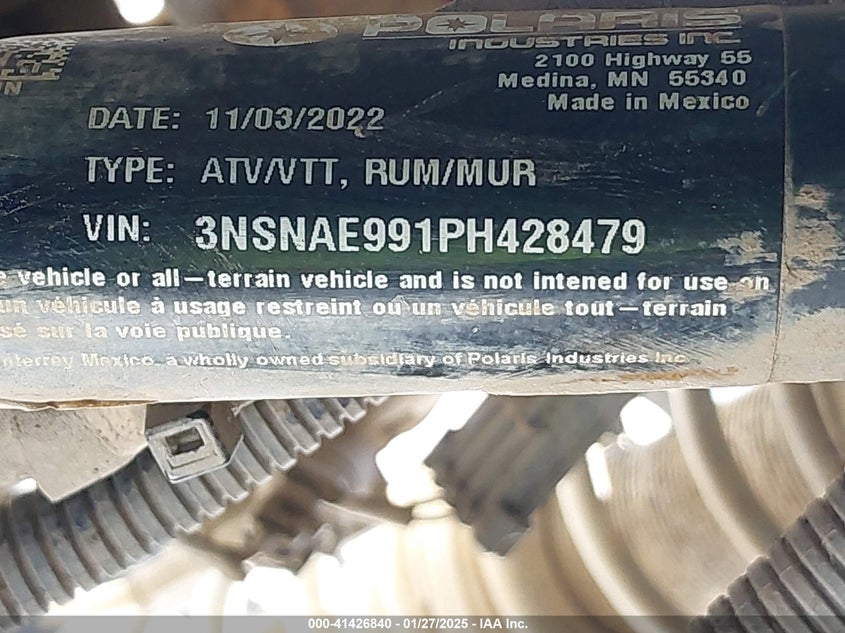 POLARIS
INDUSTRIES INC.
2100 Highway 55
Medina, MN 55340
Made in Mexico
DATE: 11/03/2022
TYPE: ATV/VTT, RUM/MUR
VIN: 3NSNAE991PH428479
e vehicle or all-terrain vehicle and is not intened for use on
un véhicule à usage restreint ou un véhicule tout-terrain
sé sur la voie publique.
nterrey Mexico, a wholly owned subsidiary of Polaris Industries Inc.
000-41426840 - 01/27/2025 - IAA Inc.